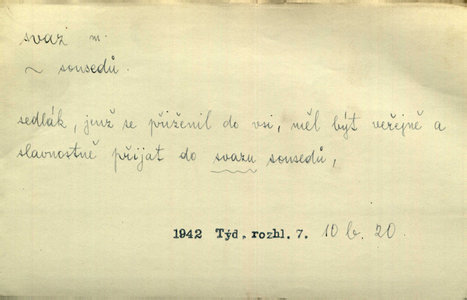 svaz m.
~ sousedů.
sedlák, jenž se přiženil do vsi, měl být veřejně a
slavnostně přijat do svazu sousedů,
1942 Týd. rozhl. 7. 10 b. 20.